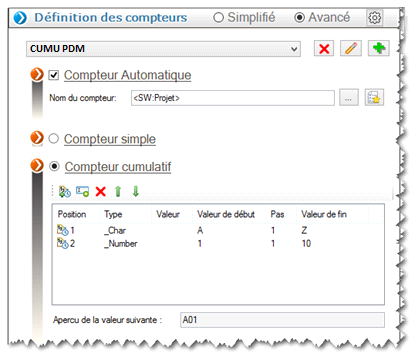 Définition des compteurs Simplifié Avancé
CUMU PDM
Compteur Automatique
Nom du compteur: <SW:Projet> ...
Compteur simple
Compteur cumulatif
Position Type Valeur Valeur de début Pas Valeur de fin
1 _Char A 1 Z
2 _Number 1 1 10
Apercu de la valeur suivante : A01